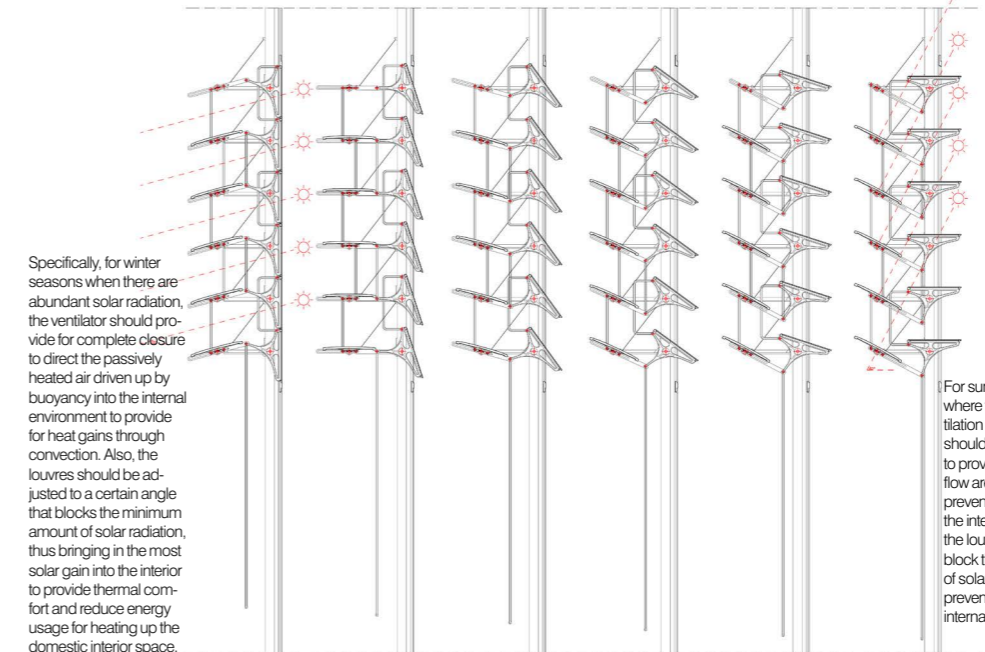 Specifically, for winter
seasons when there are
abundant solar radiation,
the ventilator should pro-
vide for complete closure
to direct the passively
heated air driven up by
buoyancy into the internal
environment to provide
for heat gains through
convection. Also, the
louvres should be ad-
justed to a certain angle
that blocks the minimum
amount of solar radiation,
thus bringing in the most
solar gain into the interior
to provide thermal com-
fort and reduce energy
usage for heating up the
domestic interior space.
For sur
where
tilation
should
to prov
flow are
preven
the inte
the lou
block t
of sola
preven
interna